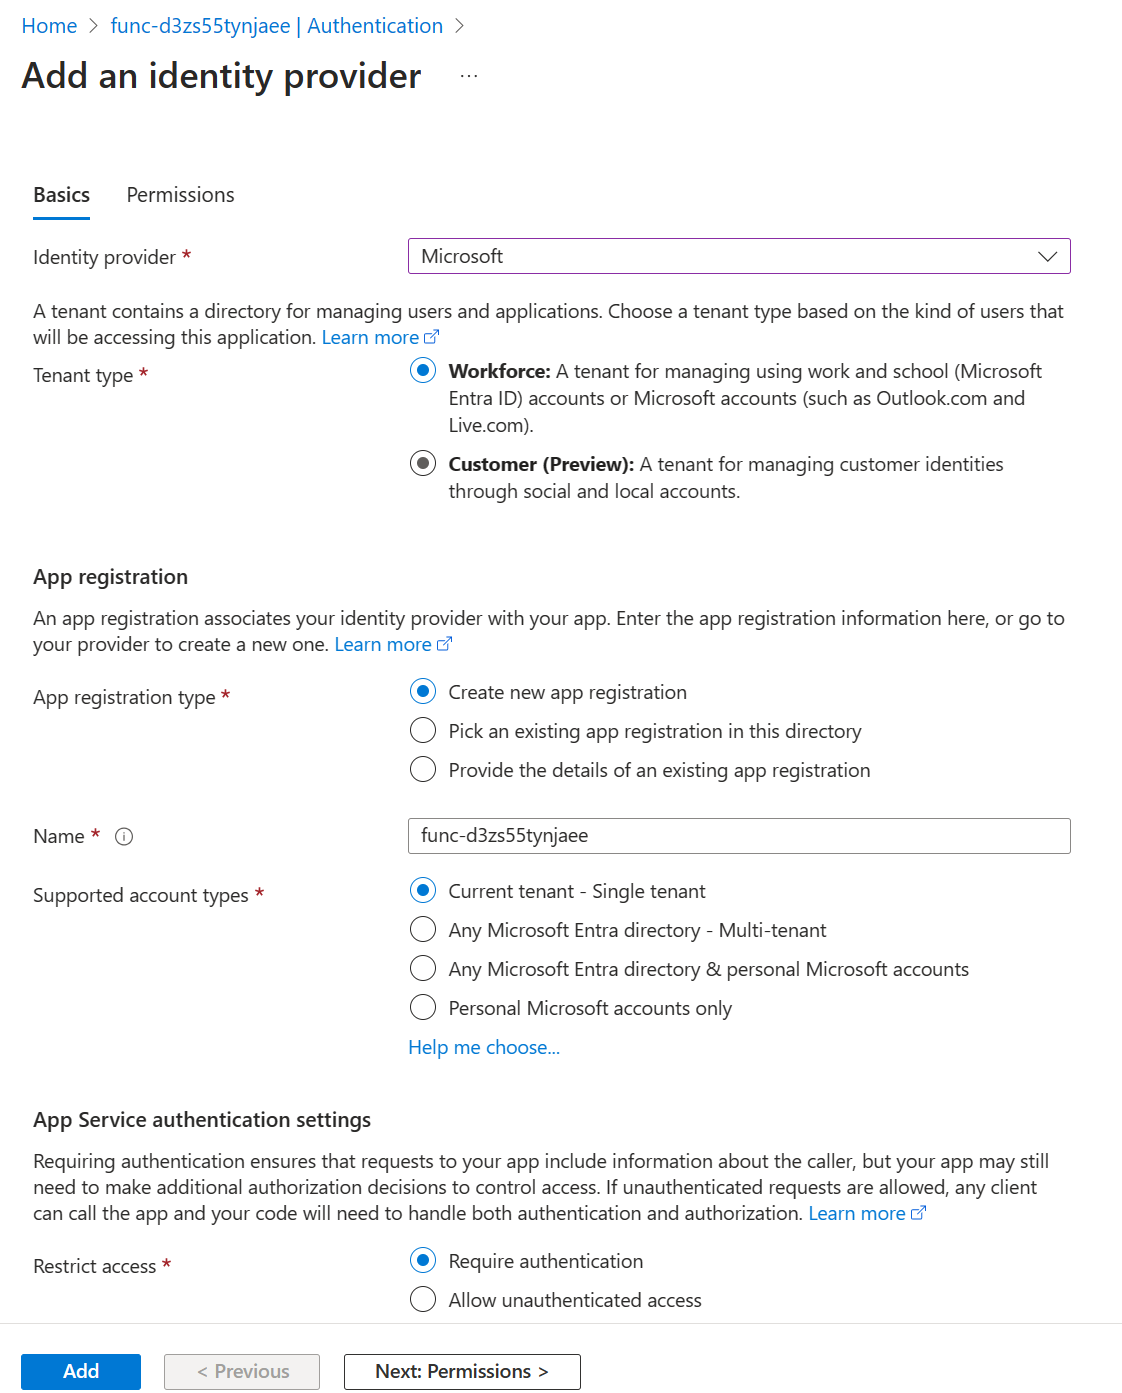 Home > func-d3zs55tynjaee | Authentication >
Add an identity provider ...
Basics Permissions
Identity provider * Microsoft
A tenant contains a directory for managing users and applications. Choose a tenant type based on the kind of users that
will be accessing this application. Learn more
Tenant type *
Workforce: A tenant for managing using work and school (Microsoft
Entra ID) accounts or Microsoft accounts (such as Outlook.com and
Live.com).
Customer (Preview): A tenant for managing customer identities
through social and local accounts.
App registration
An app registration associates your identity provider with your app. Enter the app registration information here, or go to
your provider to create a new one. Learn more
App registration type *
Create new app registration
Pick an existing app registration in this directory
Provide the details of an existing app registration
Name * func-d3zs55tynjaee
Supported account types *
Current tenant - Single tenant
Any Microsoft Entra directory - Multi-tenant
Any Microsoft Entra directory & personal Microsoft accounts
Personal Microsoft accounts only
Help me choose...
App Service authentication settings
Requiring authentication ensures that requests to your app include information about the caller, but your app may still
need to make additional authorization decisions to control access. If unauthenticated requests are allowed, any client
can call the app and your code will need to handle both authentication and authorization. Learn more
Restrict access *
Require authentication
Allow unauthenticated access
Add < Previous Next: Permissions >